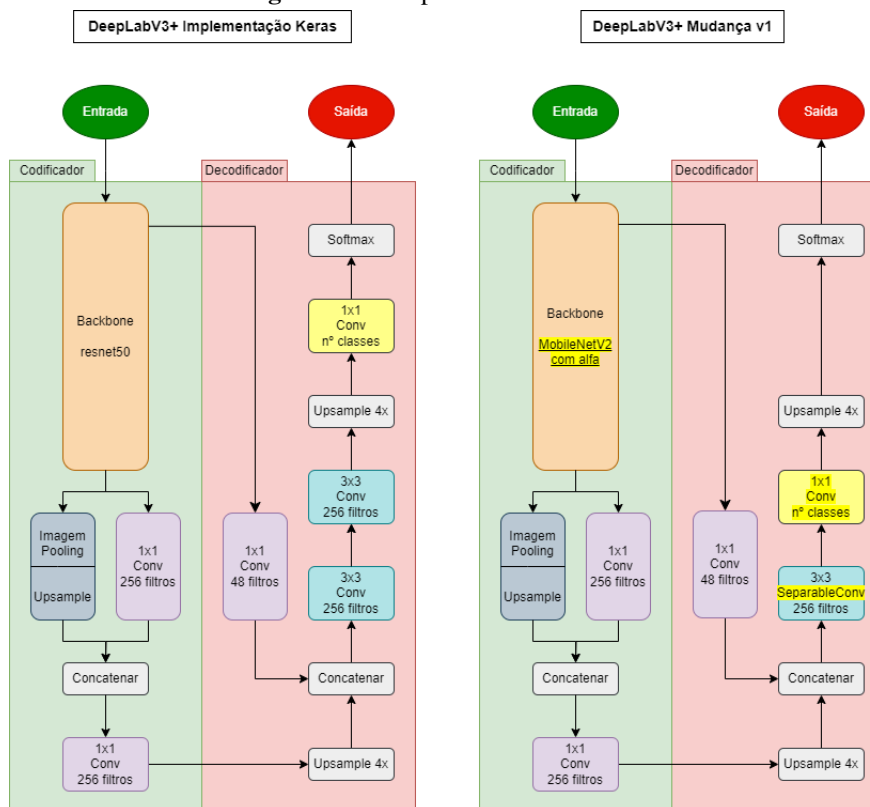 DeepLabV3+ Implementação Keras
Entrada
Saída
Codificador
Decodificador
Backbone
resnet50
Softmax
1x1
Conv
nº classes
Upsample 4x
3x3
Conv
256 filtros
3x3
Conv
256 filtros
Imagem
Pooling
Upsample
1x1
Conv
256 filtros
1x1
Conv
48 filtros
Concatenar
Concatenar
1x1
Conv
256 filtros
Upsample 4x
DeepLabV3+ Mudança v1
Entrada
Saída
Codificador
Decodificador
Backbone
MobileNetV2
com alfa
Softmax
Upsample 4x
1x1
Conv
nº classes
3x3
SeparableConv
256 filtros
Imagem
Pooling
Upsample
1x1
Conv
256 filtros
1x1
Conv
48 filtros
Concatenar
Concatenar
1x1
Conv
256 filtros
Upsample 4x